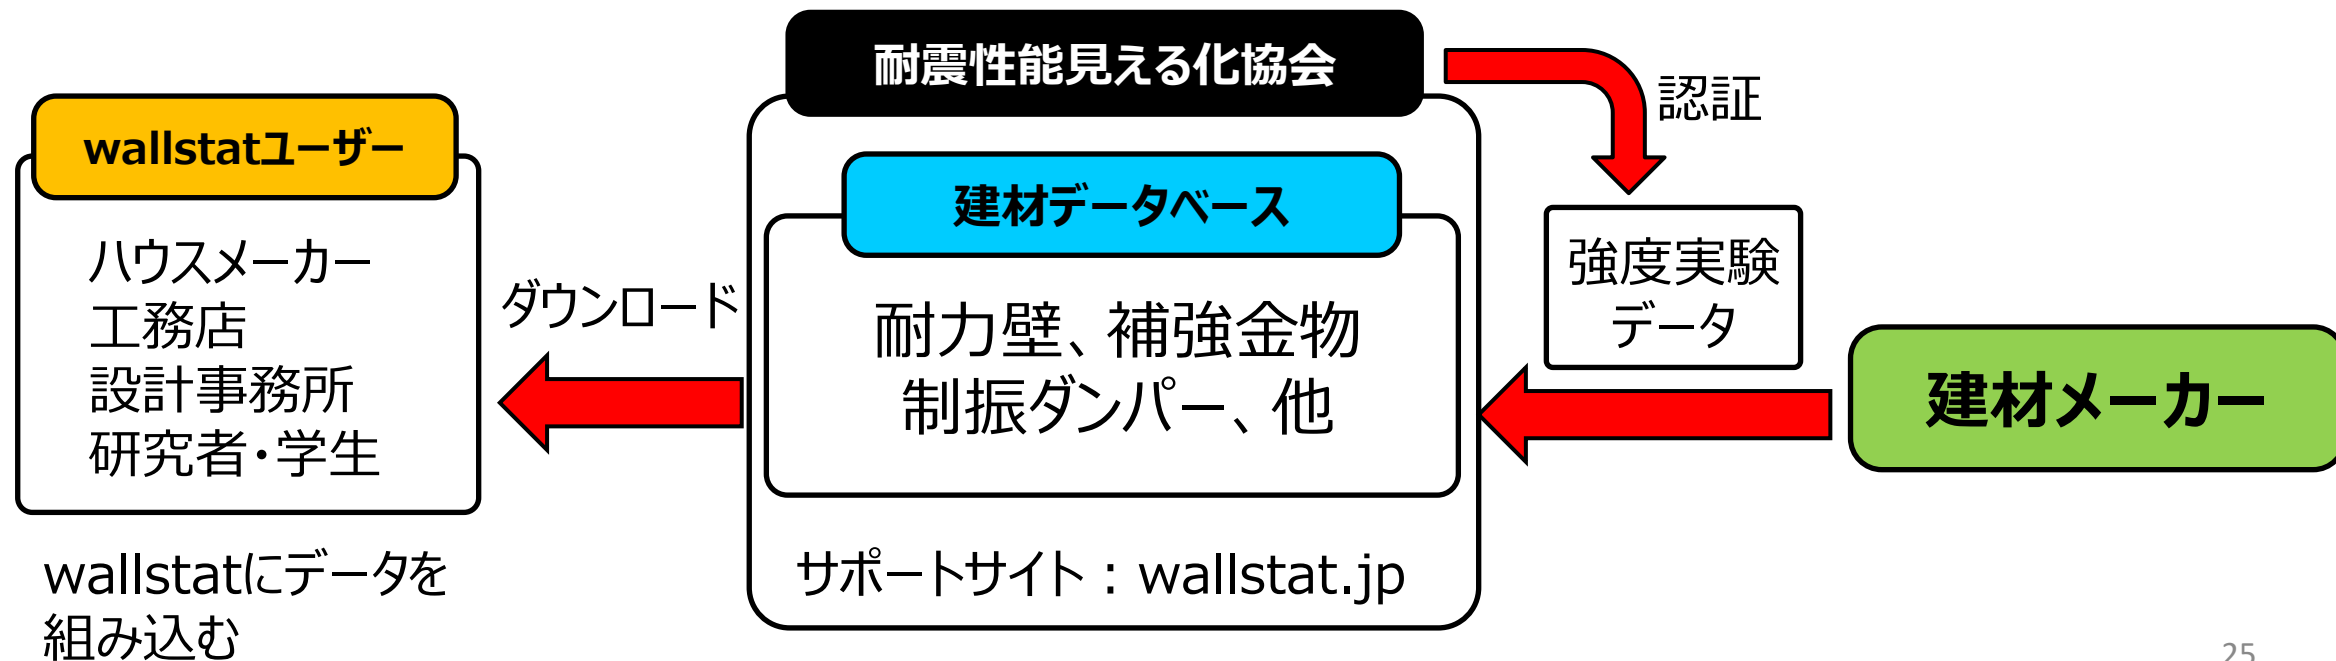 耐震性能見える化協会
認証
wallstatユーザー
建材データベース
ハウスメーカー
工務店
設計事務所
研究者・学生
ダウンロード
耐力壁、補強金物
制振ダンパー、他
強度実験
データ
建材メーカー
サポートサイト：wallstat.jp
wallstatにデータを
組み込む
25